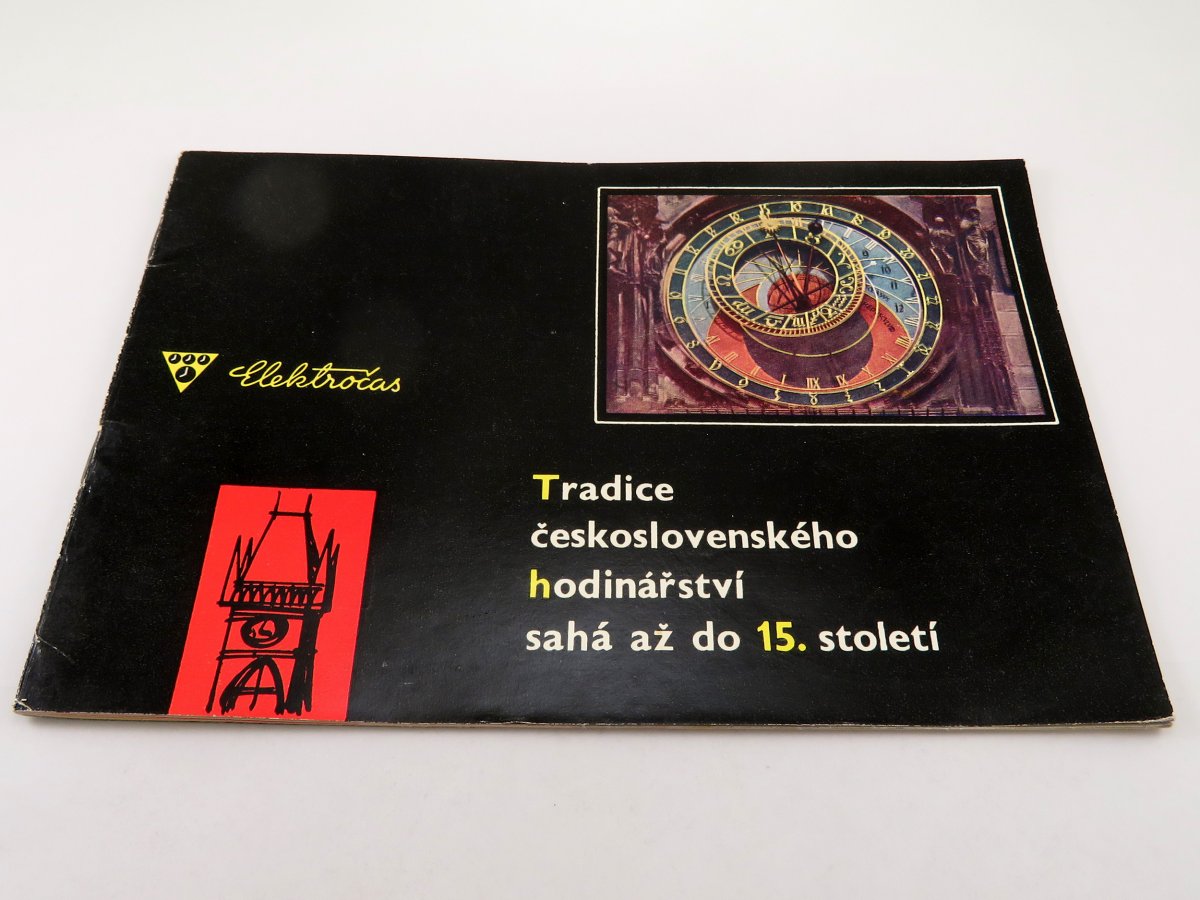 Elektročas
Tradice
československého
hodinářství
sahá až do 15. století